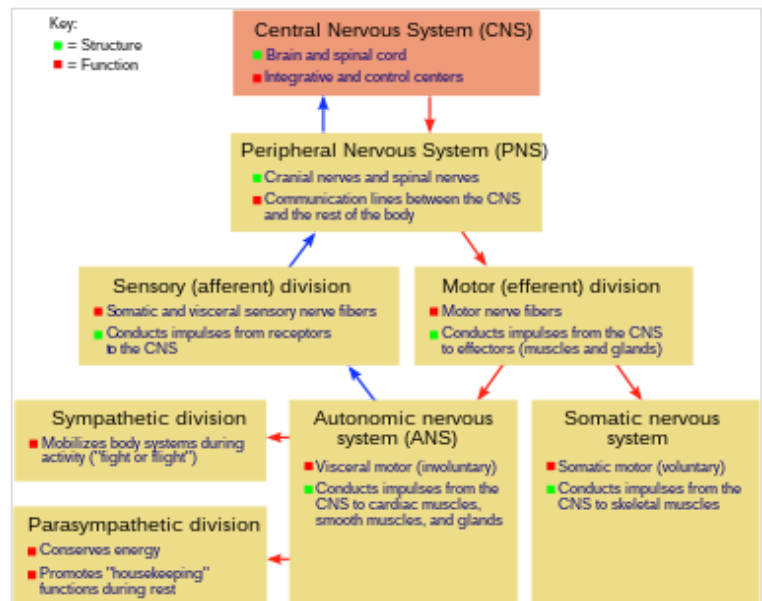 Key:
= Structure
= Function
Central Nervous System (CNS)
Brain and spinal cord
Integrative and control centers
Peripheral Nervous System (PNS)
Cranial nerves and spinal nerves
Communication lines between the CNS
and the rest of the body
Sensory (afferent) division
Somatic and visceral sensory nerve fibers
Conducts impulses from receptors
to the CNS
Motor (efferent) division
Motor nerve fibers
Conducts impulses from the CNS
to effectors (muscles and glands)
Sympathetic division
Mobilizes body systems during
activity ("fight or flight")
Autonomic nervous
system (ANS)
Visceral motor (involuntary)
Conducts impulses from the
CNS to cardiac muscles,
smooth muscles, and glands
Somatic nervous
system
Somatic motor (voluntary)
Conducts impulses from the
CNS to skeletal muscles
Parasympathetic division
Conserves energy
Promotes "housekeeping"
functions during rest